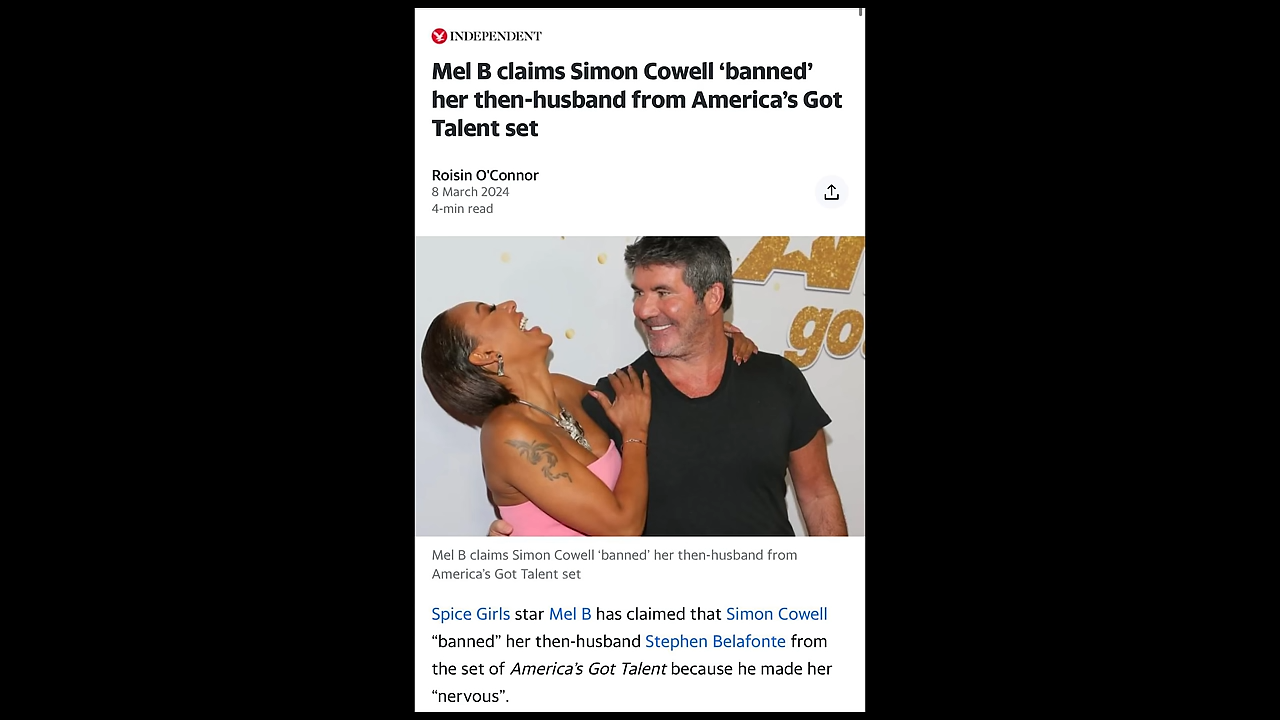 INDEPENDENT
Mel B claims Simon Cowell ‘banned’
her then-husband from America’s Got
Talent set
Roisin O'Connor
8 March 2024
4-min read
go
Mel B claims Simon Cowell ‘banned’ her then-husband from
America’s Got Talent set
Spice Girls star Mel B has claimed that Simon Cowell
“banned” her then-husband Stephen Belafonte from
the set of America’s Got Talent because he made her
“nervous”.